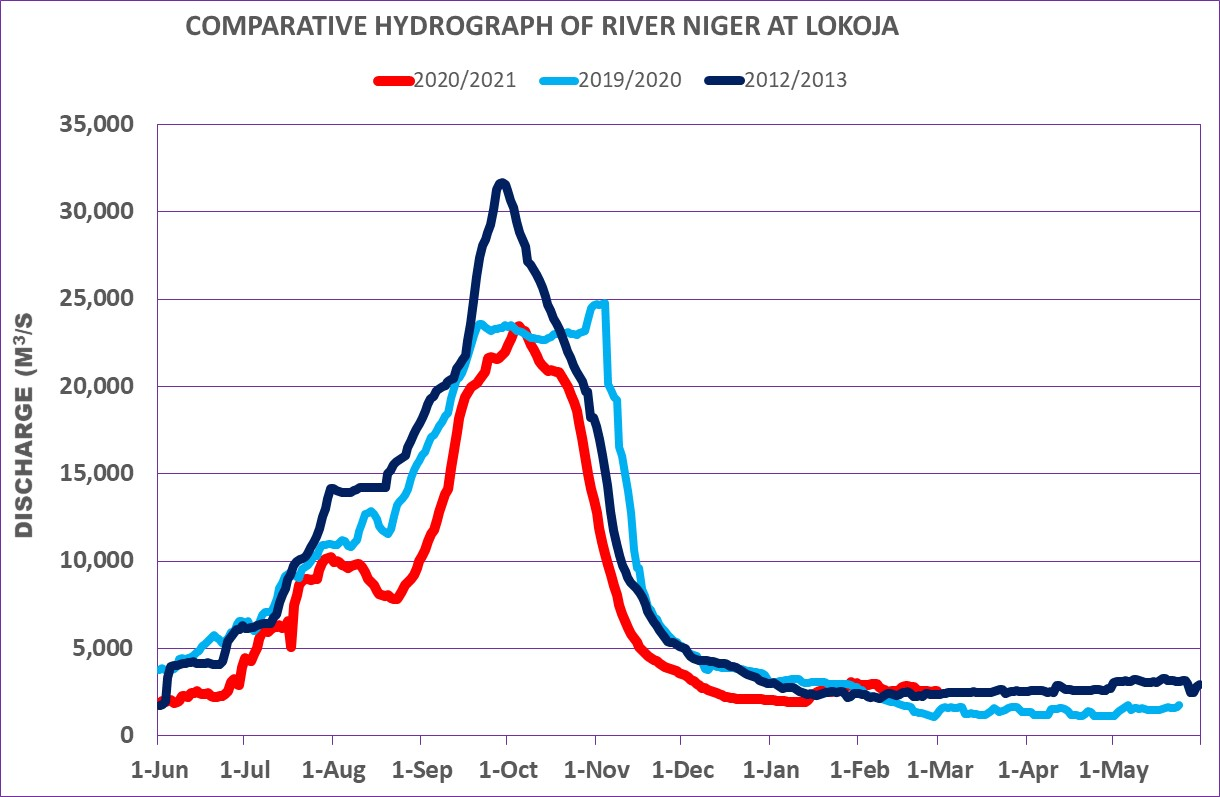 COMPARATIVE HYDROGRAPH OF RIVER NIGER AT LOKOJA
2020/2021 2019/2020 2012/2013
DISCHARGE (M³/S
35,000
30,000
25,000
20,000
15,000
10,000
5,000
0
1-Jun 1-Jul 1-Aug 1-Sep 1-Oct 1-Nov 1-Dec 1-Jan 1-Feb 1-Mar 1-Apr 1-May